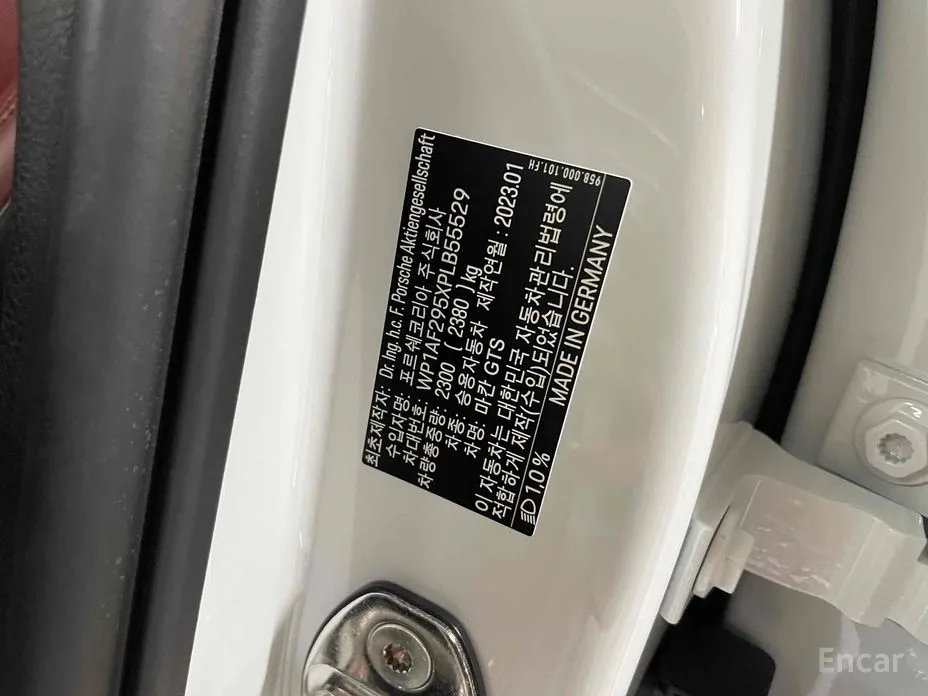 최초제작자: Dr. Ing. h.c. F. Porsche Aktiengesellschaft
수입자명: 포르쉐코리아 주식회사
차대번호: WP1AF295XPLB55529
차량총중량: 2300 ( 2380 ) kg
차종: 승용자동차 제작연월 : 2023.01
차명: 마칸 GTS
이 자동차는 대한민국 자동차관리법령에
적합하게 제작(수입)되었습니다.
1.0 % MADE IN GERMANY
958.000.101.FH
Encar